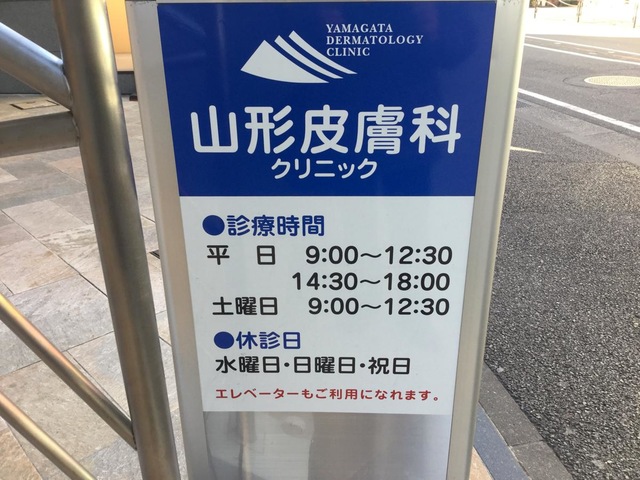 YAMAGATA
DERMATOLOGY
CLINIC
山形皮膚科
クリニック
●診療時間
平　日　9:00～12:30
14:30～18:00
土曜日　9:00～12:30
●休診日
水曜日・日曜日・祝日
エレベーターもご利用になれます。